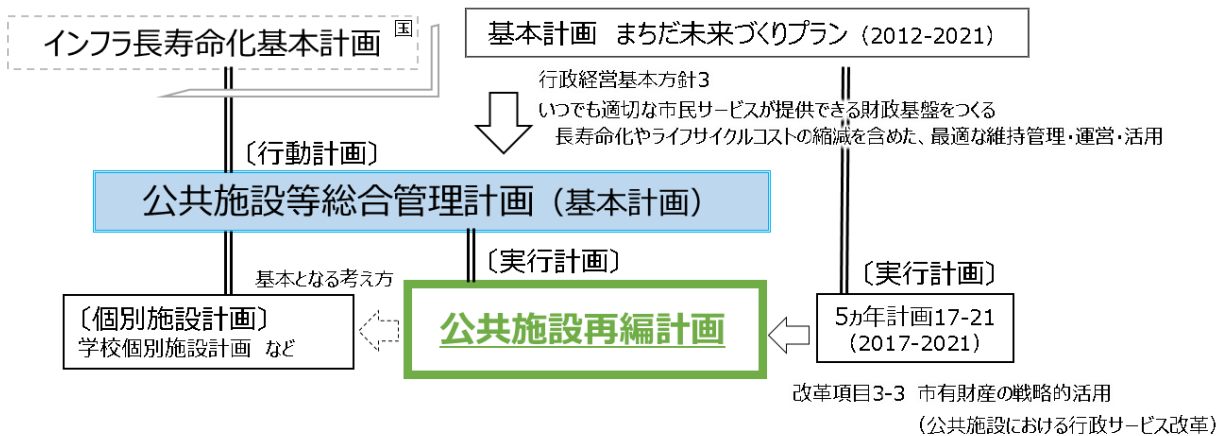 インフラ長寿命化基本計画
国
基本計画 まちだ未来づくりプラン（2012-2021）
行政経営基本方針3
いつでも適切な市民サービスが提供できる財政基盤をつくる
長寿命化やライフサイクルコストの縮減を含めた、最適な維持管理・運営・活用
〔行動計画〕
公共施設等総合管理計画（基本計画）
〔実行計画〕
〔実行計画〕
基本となる考え方
〔個別施設計画〕
学校個別施設計画 など
公共施設再編計画
5ヵ年計画17-21
（2017-2021）
改革項目3-3 市有財産の戦略的活用
（公共施設における行政サービス改革）